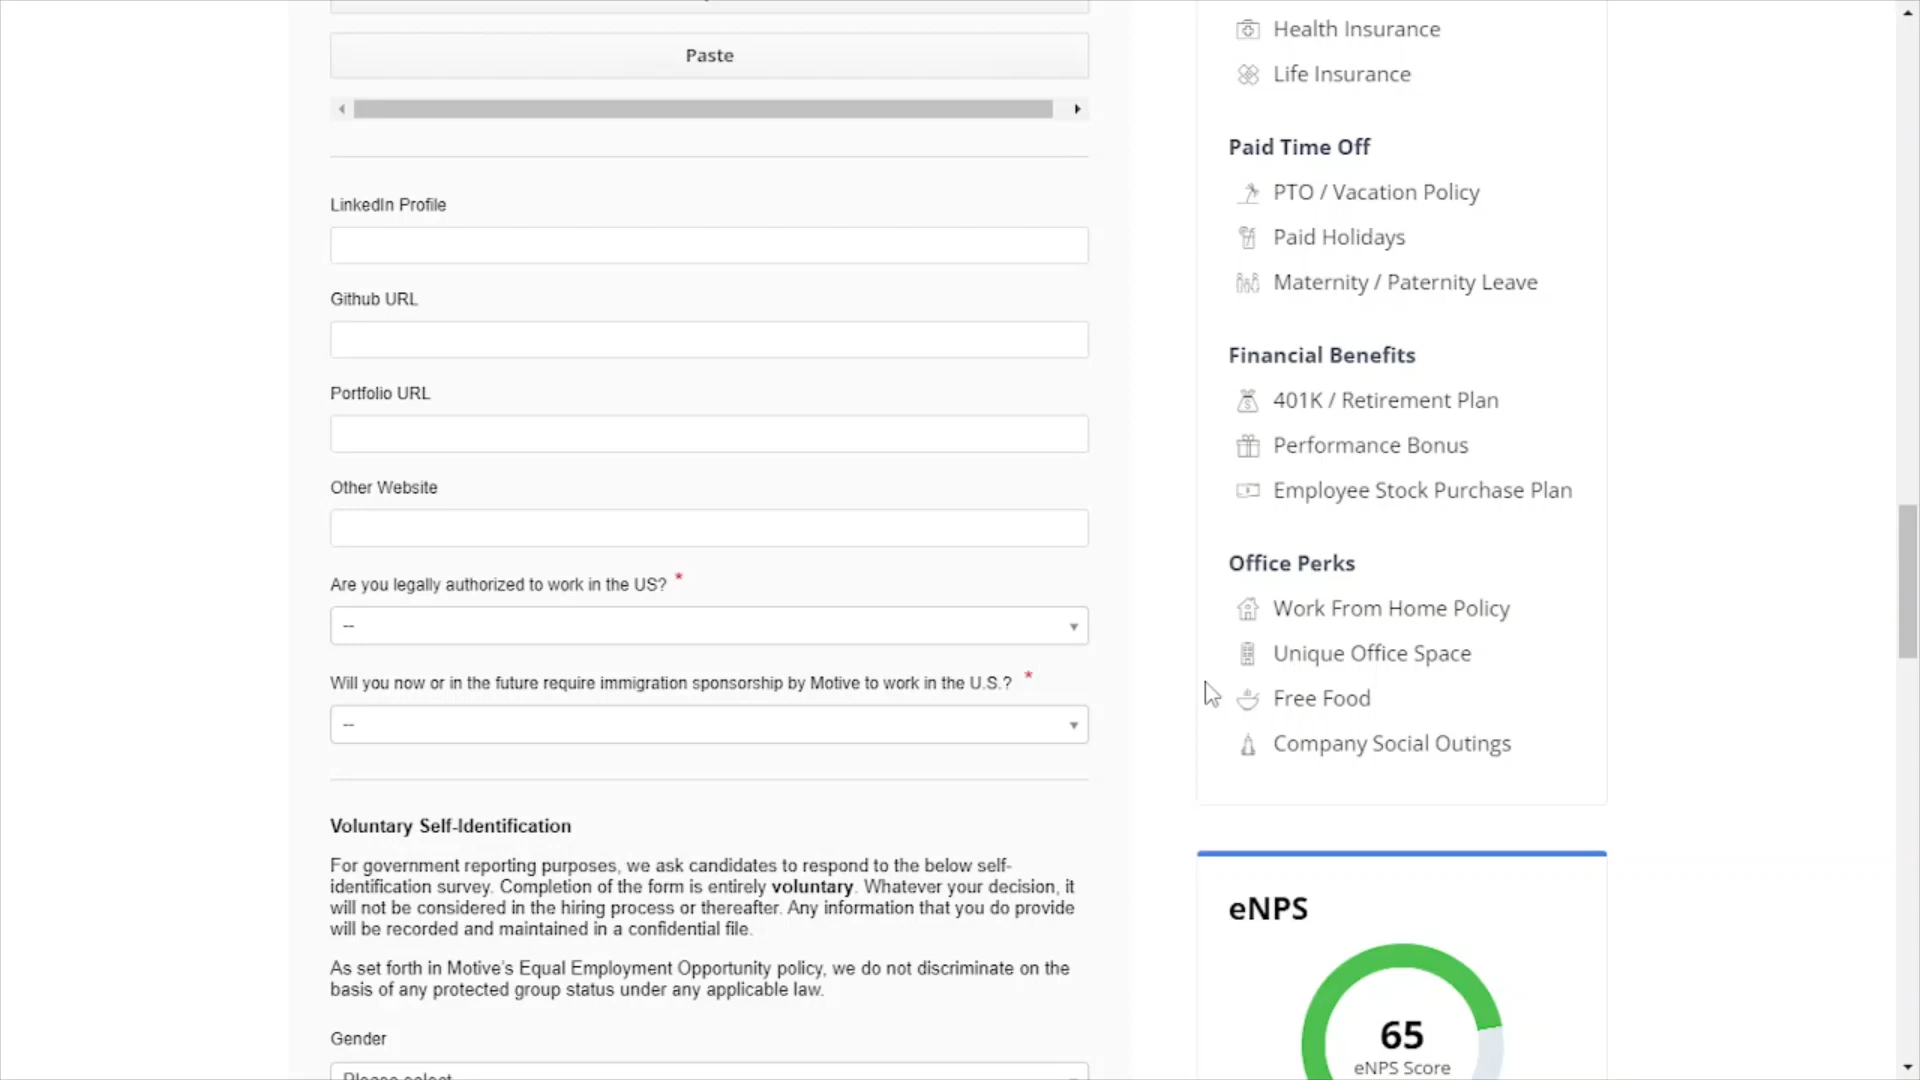 Paste
LinkedIn Profile
Github URL
Portfolio URL
Other Website
Are you legally authorized to work in the US? *
--
Will you now or in the future require immigration sponsorship by Motive to work in the U.S.? *
--
Voluntary Self-Identification
For government reporting purposes, we ask candidates to respond to the below self-
identification survey. Completion of the form is entirely voluntary. Whatever your decision, it
will not be considered in the hiring process or thereafter. Any information that you do provide
will be recorded and maintained in a confidential file.
As set forth in Motive's Equal Employment Opportunity policy, we do not discriminate on the
basis of any protected group status under any applicable law.
Gender
Please select
Health Insurance
Life Insurance
Paid Time Off
PTO / Vacation Policy
Paid Holidays
Maternity / Paternity Leave
Financial Benefits
401K / Retirement Plan
Performance Bonus
Employee Stock Purchase Plan
Office Perks
Work From Home Policy
Unique Office Space
Free Food
Company Social Outings
eNPS
65
eNPS Score